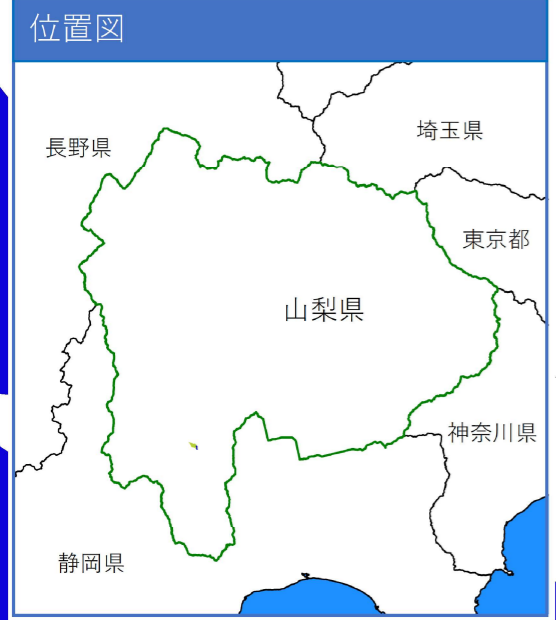 位置図
長野県
埼玉県
東京都
山梨県
神奈川県
静岡県